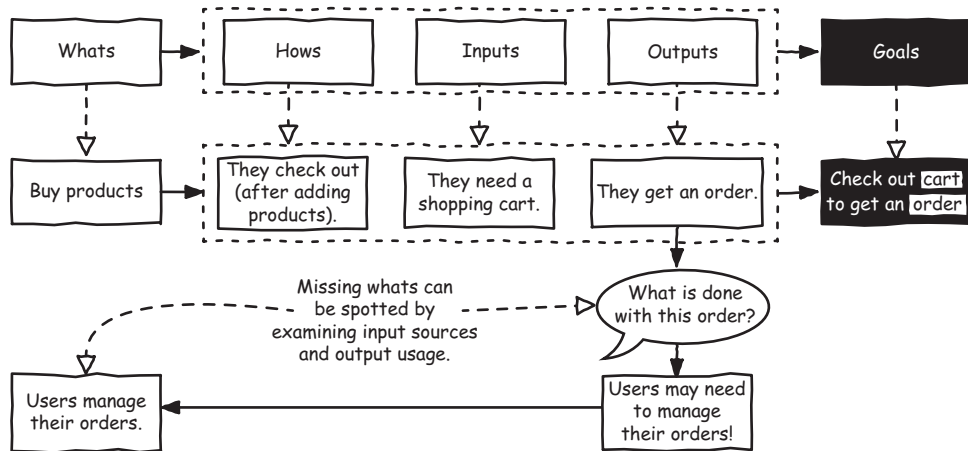 Whats
Hows
Inputs
Outputs
Goals
Buy products
They check out
(after adding
products).
They need a
shopping cart.
They get an order.
Check out cart
to get an order
Missing whats can
be spotted by
examining input sources
and output usage.
What is done
with this order?
Users manage
their orders.
Users may need
to manage
their orders!